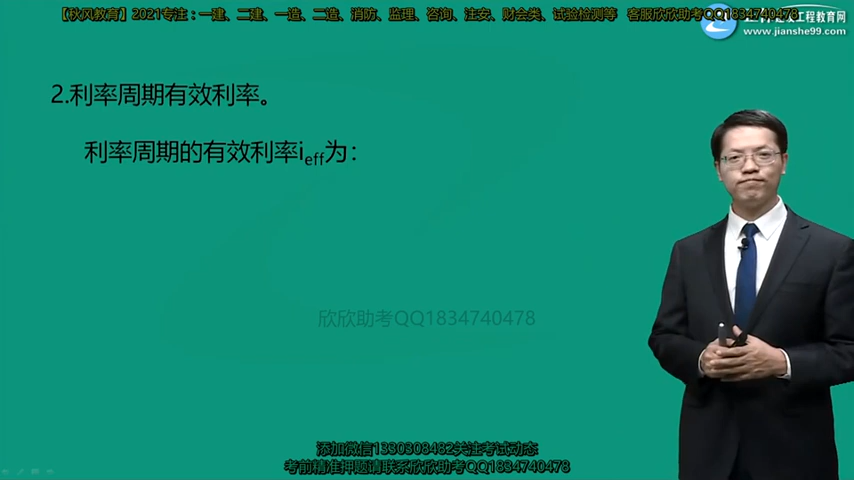 【秋风教育】2021专注：一建、二建、一造、二造、消防、监理、咨询、注安、财会类、试验检测等 客服欣欣助考QQ1834740478
工程教育网
www.jianshe99.com
2.利率周期有效利率。
利率周期的有效利率ieff为：
欣欣助考QQ1834740478
添加微信1330308482关注考试动态
考前精准押题请联系欣欣助考QQ1834740478